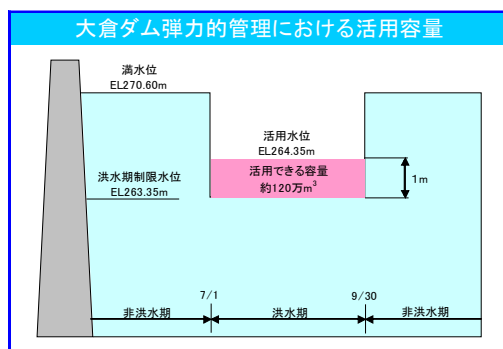 大倉ダム弾力的管理における活用容量
満水位
EL270.60m
活用水位
EL264.35m
洪水期制限水位
EL263.35m
活用できる容量
約120万m³
1m
7/1
9/30
非洪水期
洪水期
非洪水期